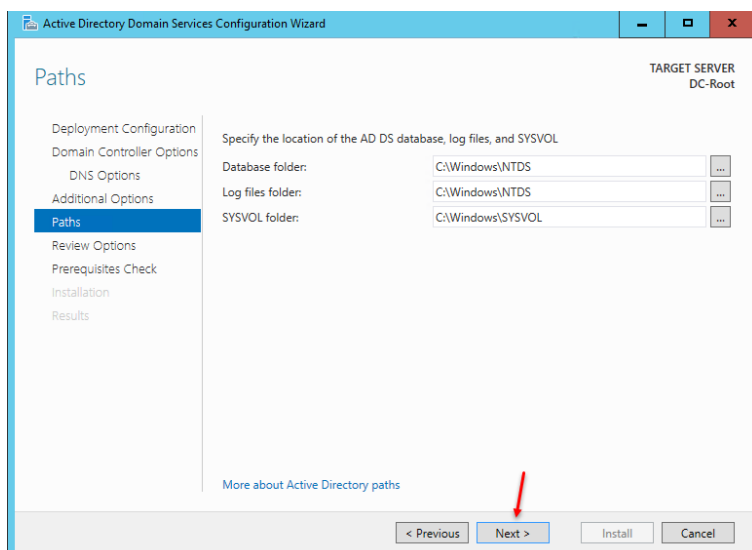 Active Directory Domain Services Configuration Wizard
Paths
TARGET SERVER
DC-Root
Deployment Configuration
Domain Controller Options
DNS Options
Additional Options
Paths
Review Options
Prerequisites Check
Installation
Results
Specify the location of the AD DS database, log files, and SYSVOL
Database folder: C:\Windows\NTDS ...
Log files folder: C:\Windows\NTDS ...
SYSVOL folder: C:\Windows\SYSVOL ...
More about Active Directory paths
< Previous Next > Install Cancel